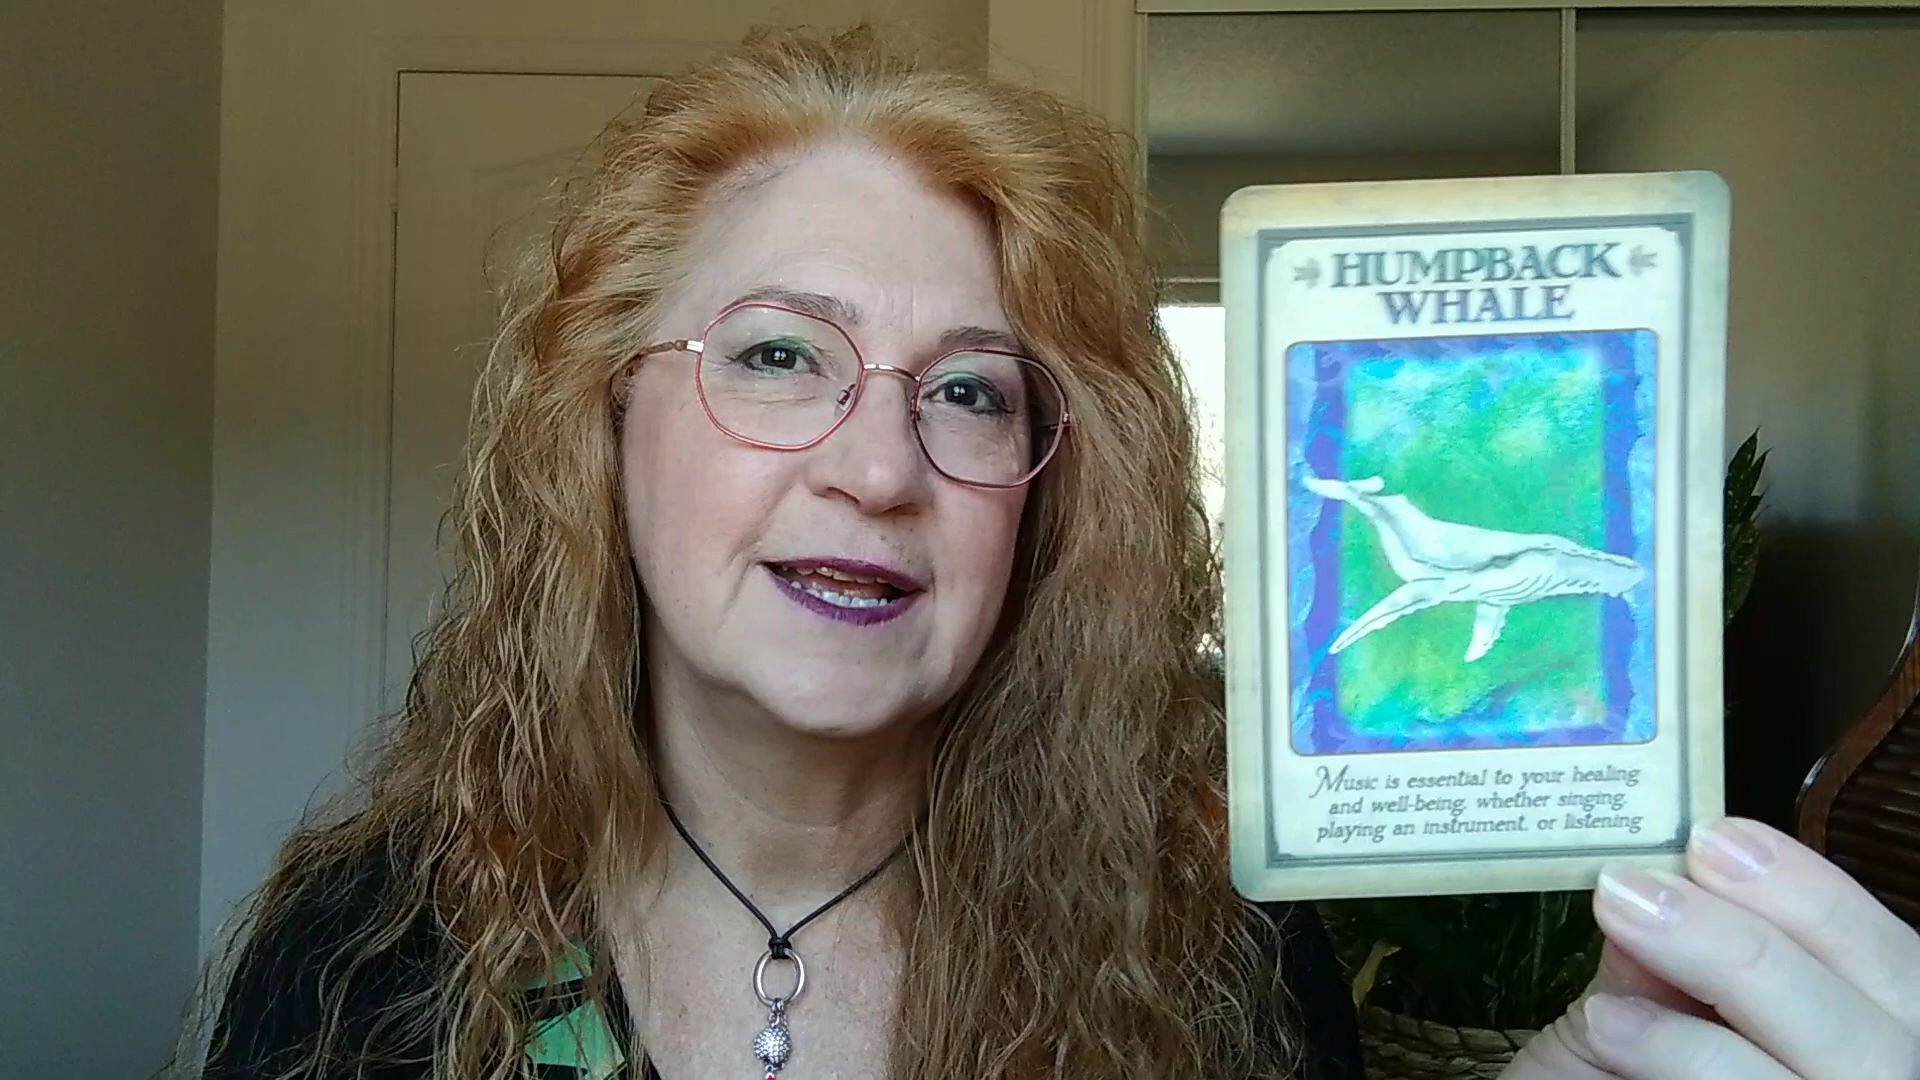 HUMPBACK
WHALE
Music is essential to your healing
and well-being, whether singing,
playing an instrument, or listening